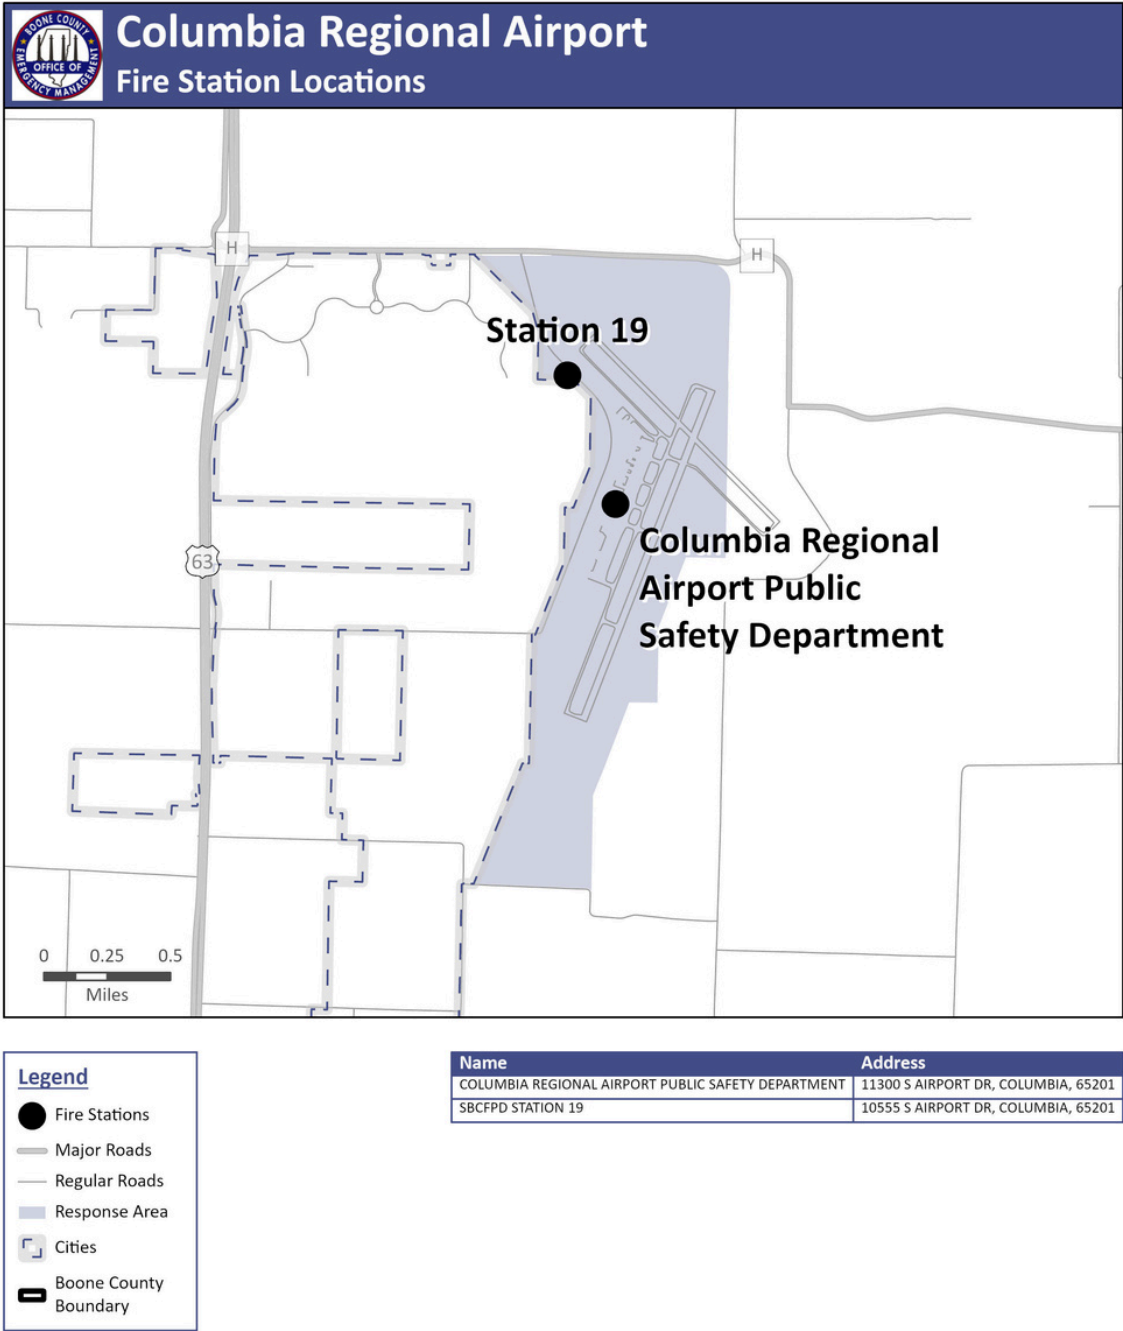 BOONE COUNTY
OFFICE OF
EMERGENCY MANAGEMENT
Columbia Regional Airport
Fire Station Locations
H
H
Station 19
63
Columbia Regional
Airport Public
Safety Department
0 0.25 0.5
Miles
Legend
Fire Stations
Major Roads
Regular Roads
Response Area
Cities
Boone County
Boundary
Name Address
COLUMBIA REGIONAL AIRPORT PUBLIC SAFETY DEPARTMENT 11300 S AIRPORT DR, COLUMBIA, 65201
SBCFPD STATION 19 10555 S AIRPORT DR, COLUMBIA, 65201